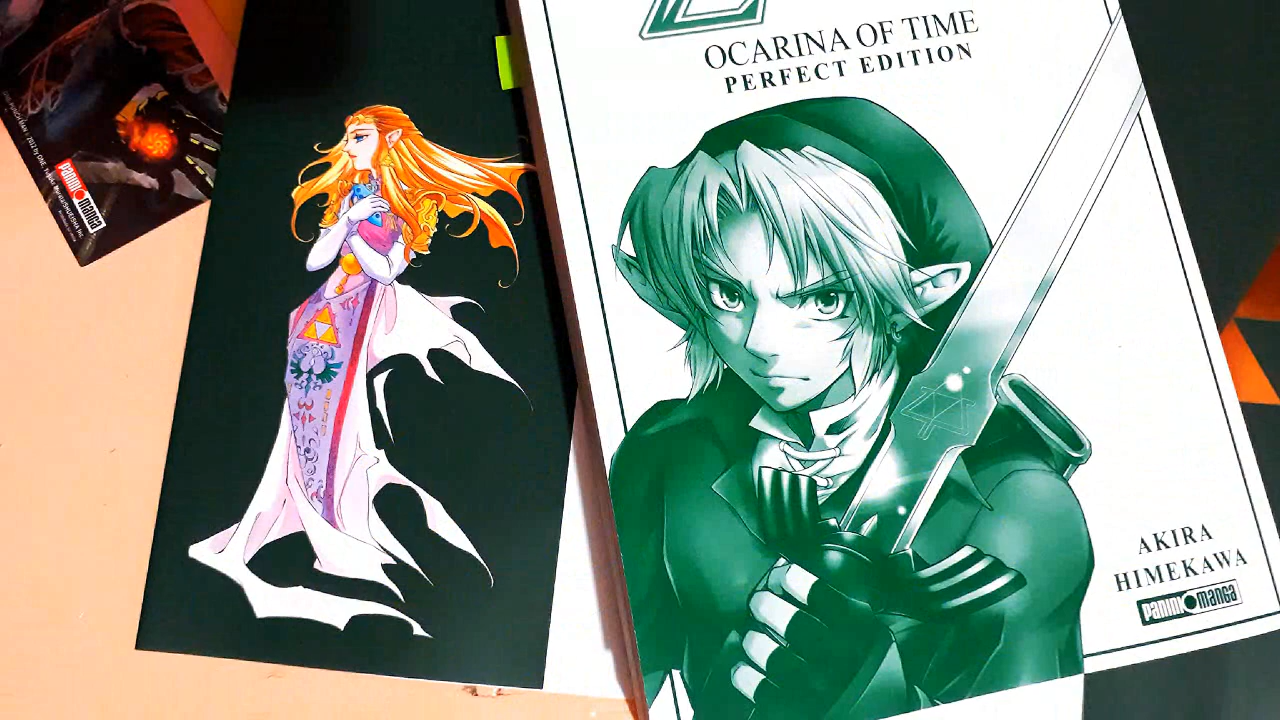 OCARINA OF TIME
PERFECT EDITION
AKIRA
HIMEKAWA
PANINI MANGA
PANINI MANGA